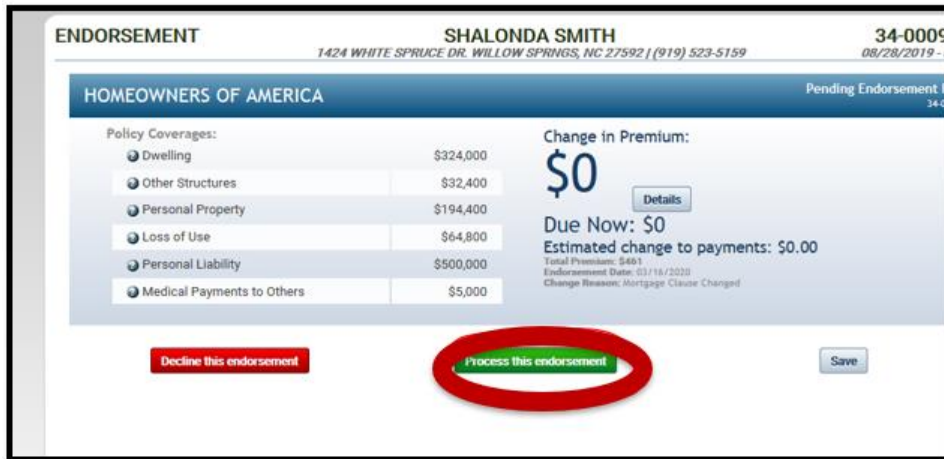 ENDORSEMENT SHALONDA SMITH 34-0009
1424 WHITE SPRUCE DR. WILLOW SPRNGS, NC 27592 | (919) 523-5159 08/28/2019 -
HOMEOWNERS OF AMERICA Pending Endorsement
Policy Coverages: Change in Premium:
Dwelling $324,000 $0
Other Structures $32,400 Details
Personal Property $194,400
Loss of Use $64,800 Due Now: $0
Estimated change to payments: $0.00
Personal Liability $500,000 Total Premium: $461
Endorsement Date: 03/16/2020
Medical Payments to Others $5,000 Change Reason: Mortgage Clause Changed
Decline this endorsement Process this endorsement Save